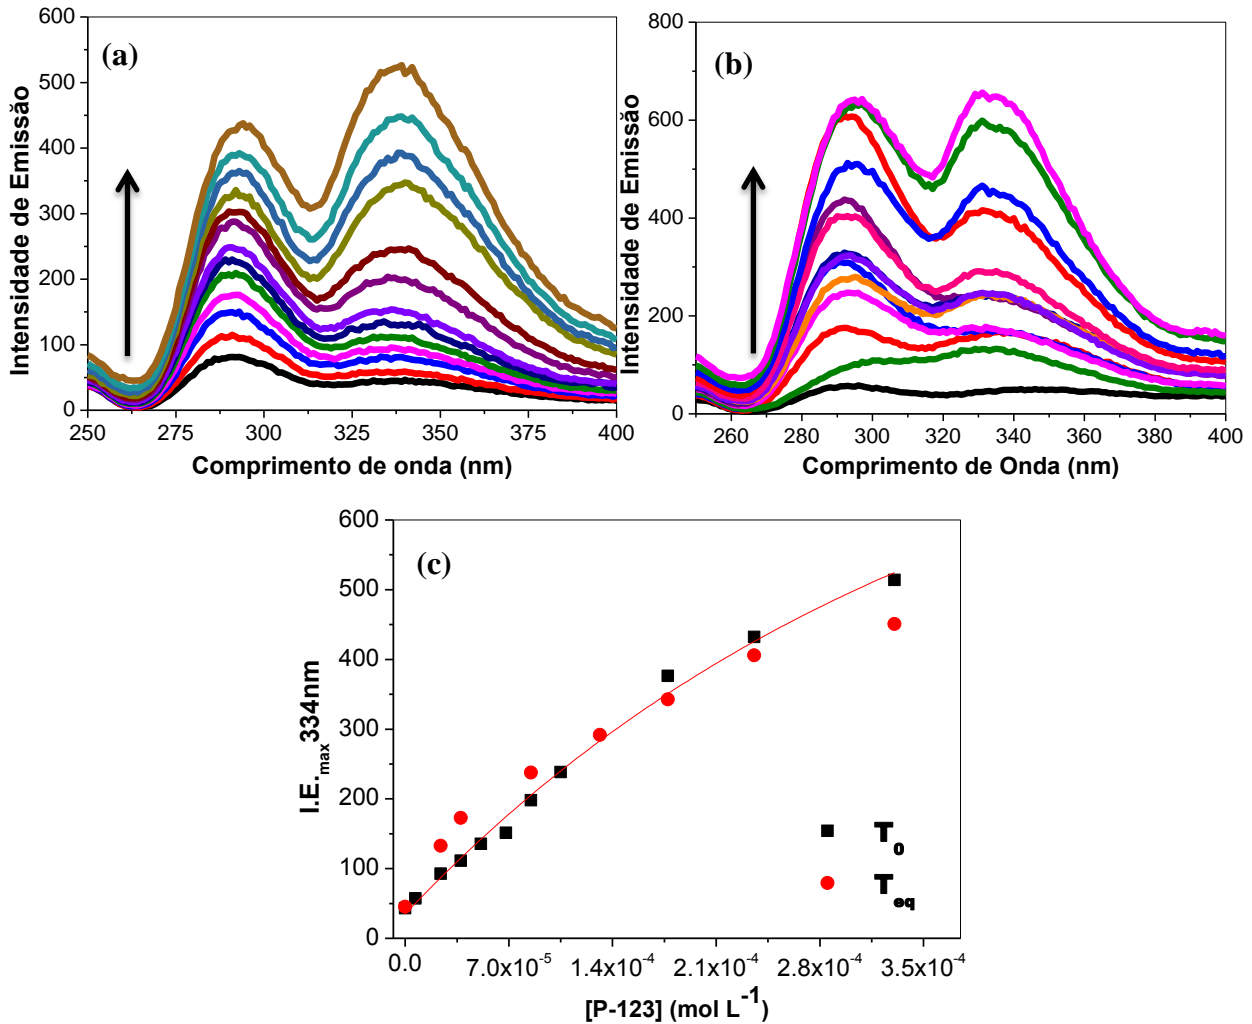 (a)
Intensidade de Emissão
600
500
400
300
200
100
0
250 275 300 325 350 375 400
Comprimento de onda (nm)
(b)
Intensidade de Emissão
800
600
400
200
0
260 280 300 320 340 360 380 400
Comprimento de Onda (nm)
(c)
I.E.max334nm
600
500
400
300
200
100
0
T0
Teq
0.0 7.0x10-5 1.4x10-4 2.1x10-4 2.8x10-4 3.5x10-4
[P-123] (mol L-1)